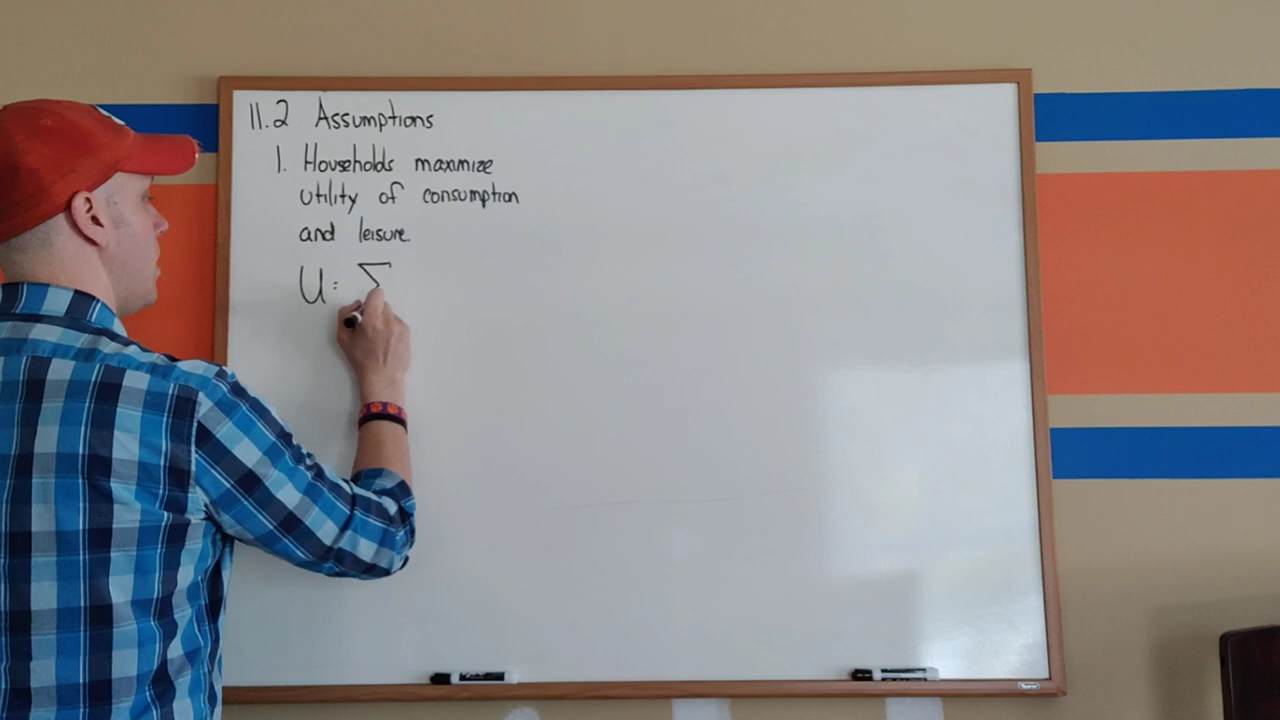 11.2 Assumptions
1. Households maximize
utility of consumption
and leisure.
U = Σ